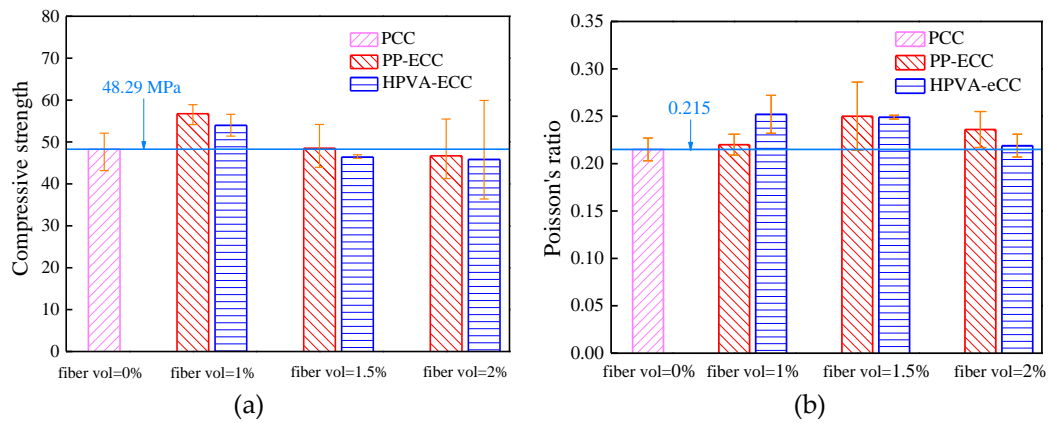 80
70
60
50
40
30
20
10
0
Compressive strength
48.29 MPa
PCC
PP-ECC
HPVA-ECC
fiber vol=0%
fiber vol=1%
fiber vol=1.5%
fiber vol=2%
(a)
0.35
0.30
0.25
0.20
0.15
0.10
0.05
0.00
Poisson's ratio
0.215
PCC
PP-ECC
HPVA-eCC
fiber vol=0%
fiber vol=1%
fiber vol=1.5%
fiber vol=2%
(b)